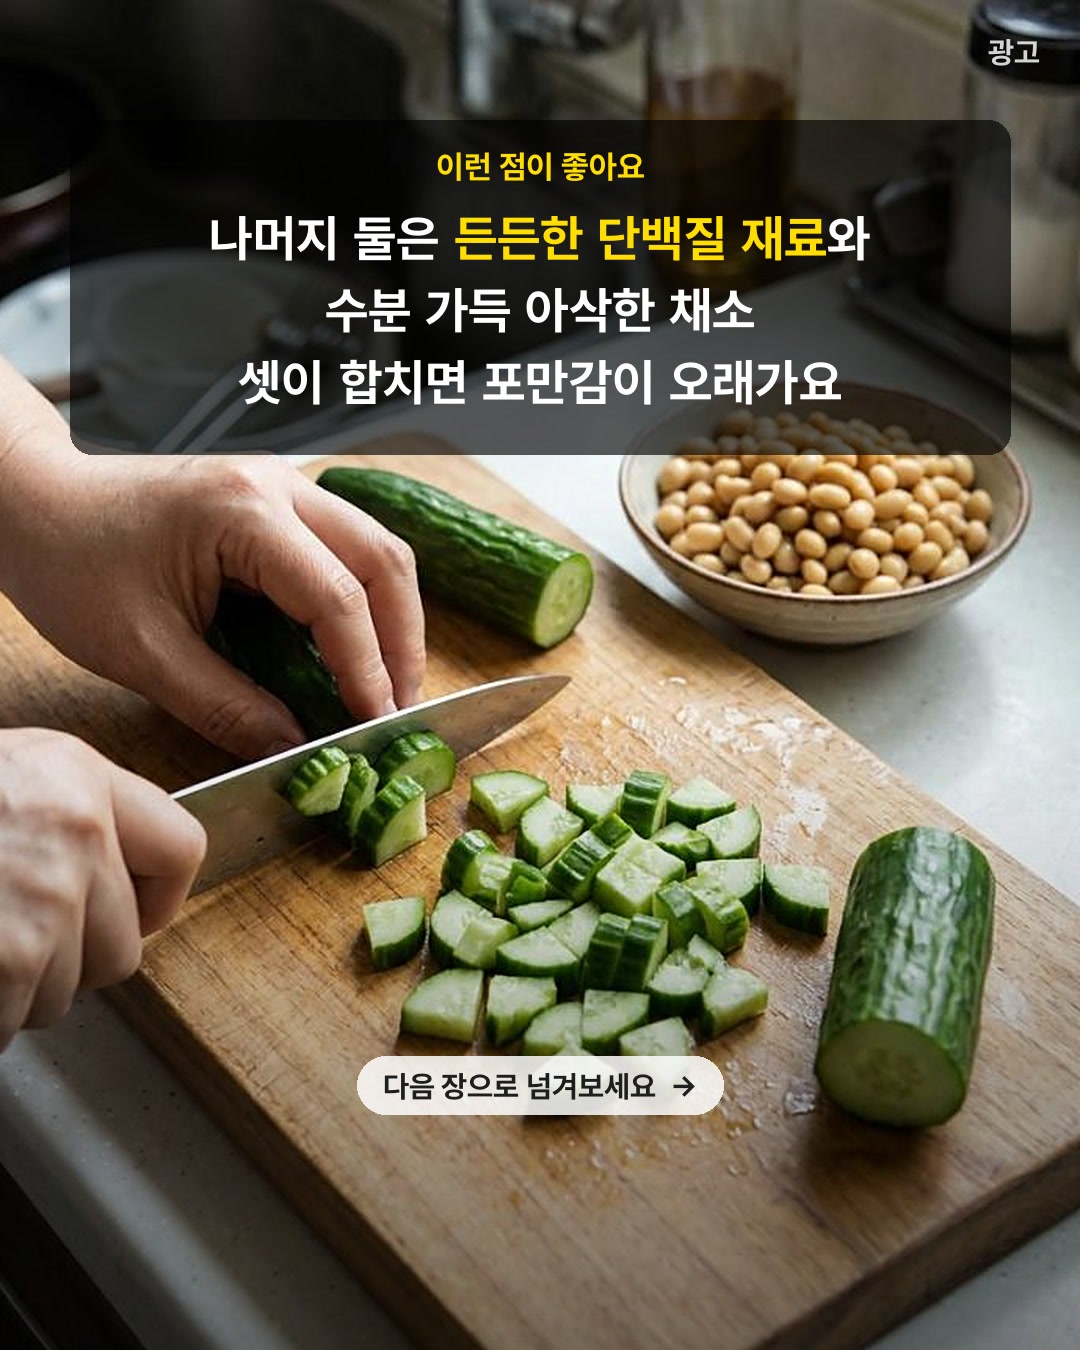 광고
이런 점이 좋아요
나머지 둘은 든든한 단백질 재료와
수분 가득 아삭한 채소
셋이 합치면 포만감이 오래가요
다음 장으로 넘겨보세요 →